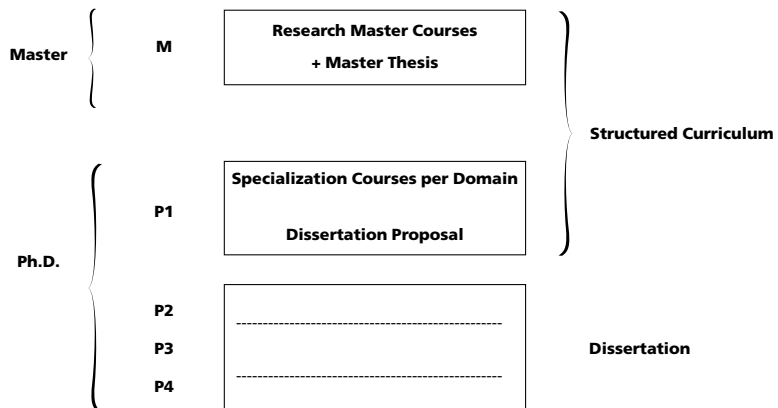 Master
M
Research Master Courses
+ Master Thesis
Structured Curriculum
Ph.D.
P1
Specialization Courses per Domain
Dissertation Proposal
P2
P3
P4
Dissertation